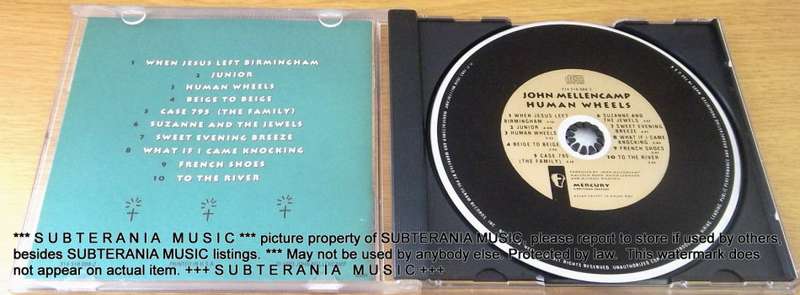 1 WHEN JESUS LEFT BIRMINGHAM
2 JUNIOR
3 HUMAN WHEELS
4 BEIGE TO BEIGE
5 CASE 795 (THE FAMILY)
6 SUZANNE AND THE JEWELS
7 SWEET EVENING BREEZE
8 WHAT IF I CAME KNOCKING
9 FRENCH SHOES
10 TO THE RIVER
PRINTED IN U.S.A.
JOHN MELLENCAMP
HUMAN WHEELS
1 WHEN JESUS LEFT
BIRMINGHAM
2 JUNIOR
3 HUMAN WHEELS
4 BEIGE TO BEIGE
5 CASE 795
(THE FAMILY)
6 SUZANNE AND
THE JEWELS
7 SWEET EVENING
BREEZE
8 WHAT IF I CAME
KNOCKING
9 FRENCH SHOES
10 TO THE RIVER
MERCURY
*** S U B T E R A N I A   M U S I C *** picture property of SUBTERANIA MUSIC, please report to store if used by others
besides SUBTERANIA MUSIC listings. *** May not be used by anybody else. Protected by law.  This watermark does
not appear on actual item. +++ S U B T E R A N I A   M U S I C +++